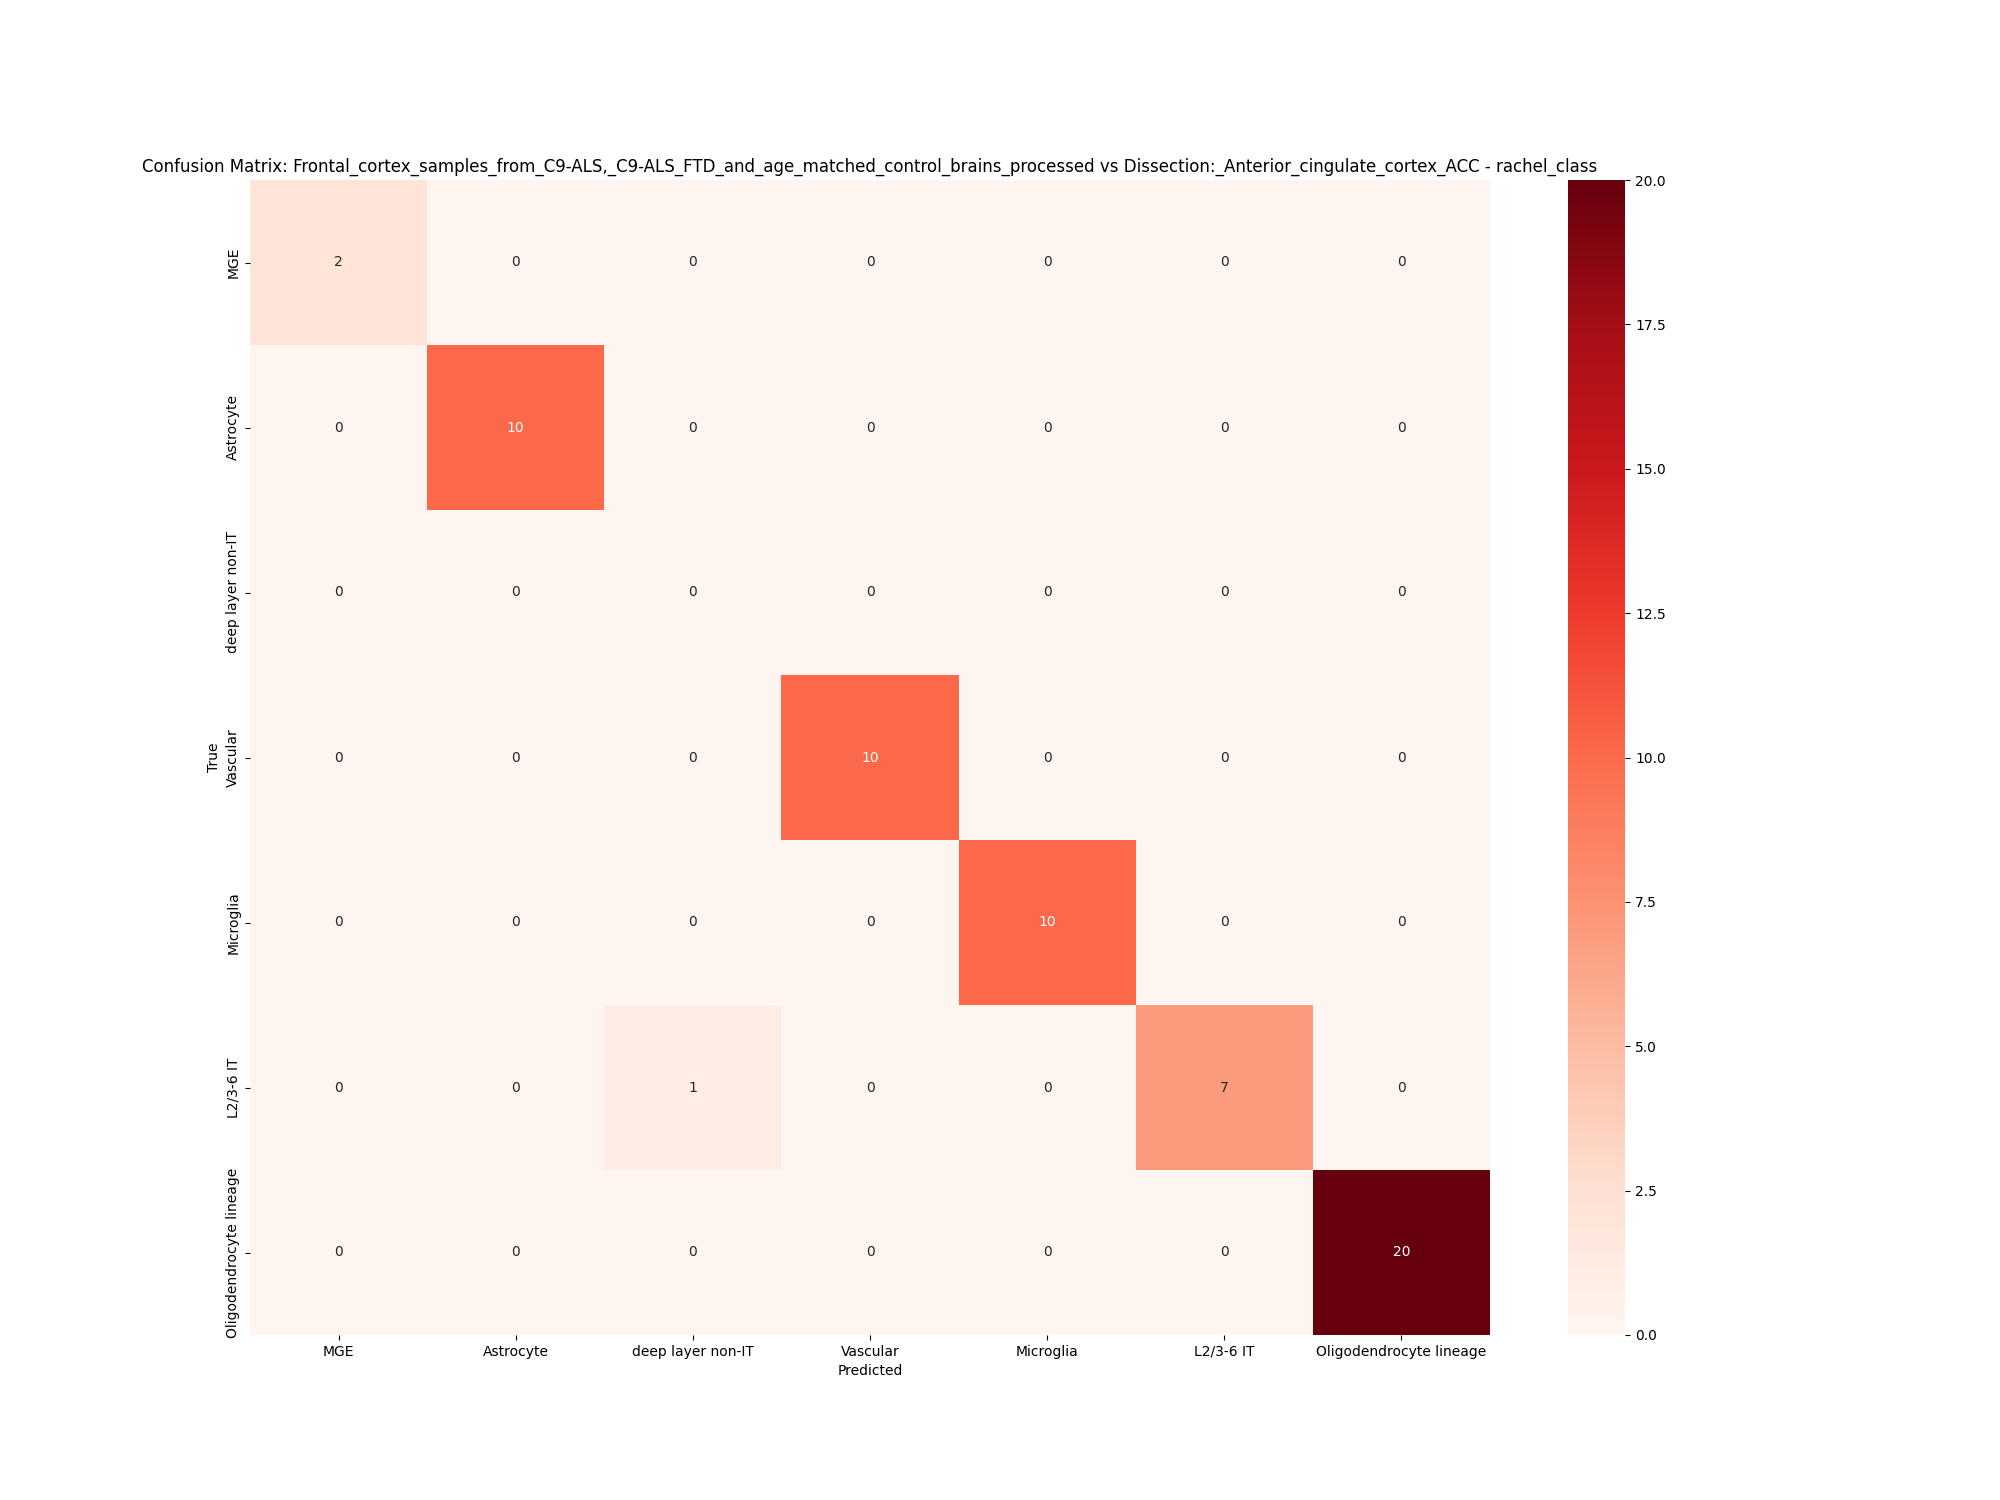 Confusion Matrix: Frontal_cortex_samples_from_C9-ALS,_C9-ALS_FTD_and_age_matched_control_brains_processed vs Dissection:_Anterior_cingulate_cortex_ACC - rachel_class
MGE 2 0 0 0 0 0 0
Astrocyte 0 10 0 0 0 0 0
deep layer non-IT 0 0 0 0 0 0 0
True
Vascular 0 0 0 10 0 0 0
Microglia 0 0 0 0 10 0 0
L2/3-6 IT 0 0 1 0 0 7 0
Oligodendrocyte lineage 0 0 0 0 0 0 20
MGE Astrocyte deep layer non-IT Vascular Microglia L2/3-6 IT Oligodendrocyte lineage
Predicted
20.0
17.5
15.0
12.5
10.0
7.5
5.0
2.5
0.0